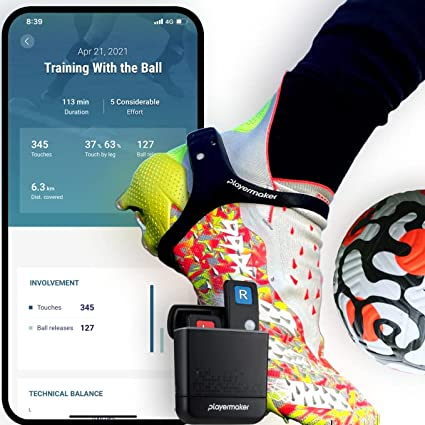 8:39
4G
Apr 21, 2021
Training With the Ball
113 min
5 Considerable
Duration
Effort
345
37% 63%
127
Touches
Touch by leg
Ball rele
6.3 km
Dist. covered
playermaker
INVOLVEMENT
Touches 345
Ball releases 127
TECHNICAL BALANCE
L
R
L
playermaker